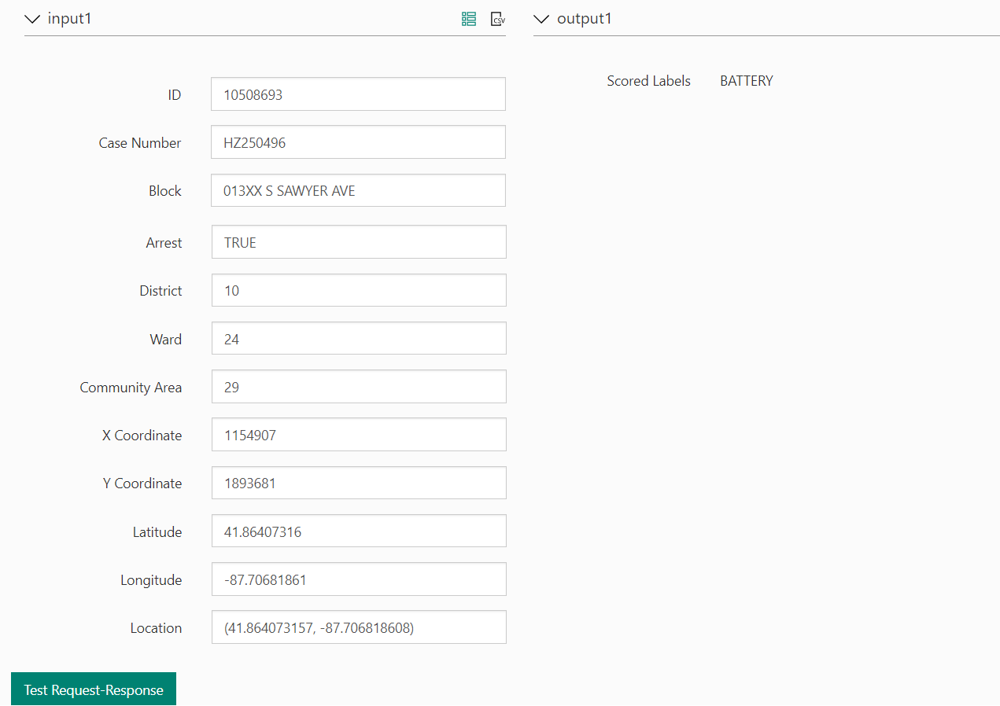 input1
CSV
output1
Scored Labels BATTERY
ID 10508693
Case Number HZ250496
Block 013XX S SAWYER AVE
Arrest TRUE
District 10
Ward 24
Community Area 29
X Coordinate 1154907
Y Coordinate 1893681
Latitude 41.86407316
Longitude -87.70681861
Location (41.864073157, -87.706818608)
Test Request-Response